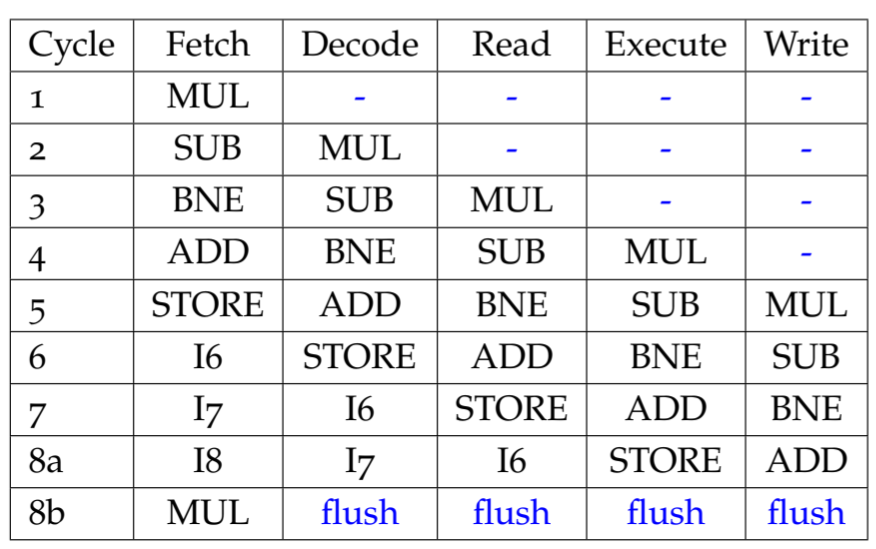 Cycle Fetch Decode Read Execute Write
1 MUL - - - -
2 SUB MUL - - -
3 BNE SUB MUL - -
4 ADD BNE SUB MUL -
5 STORE ADD BNE SUB MUL
6 I6 STORE ADD BNE SUB
7 I7 I6 STORE ADD BNE
8a I8 I7 I6 STORE ADD
8b MUL flush flush flush flush